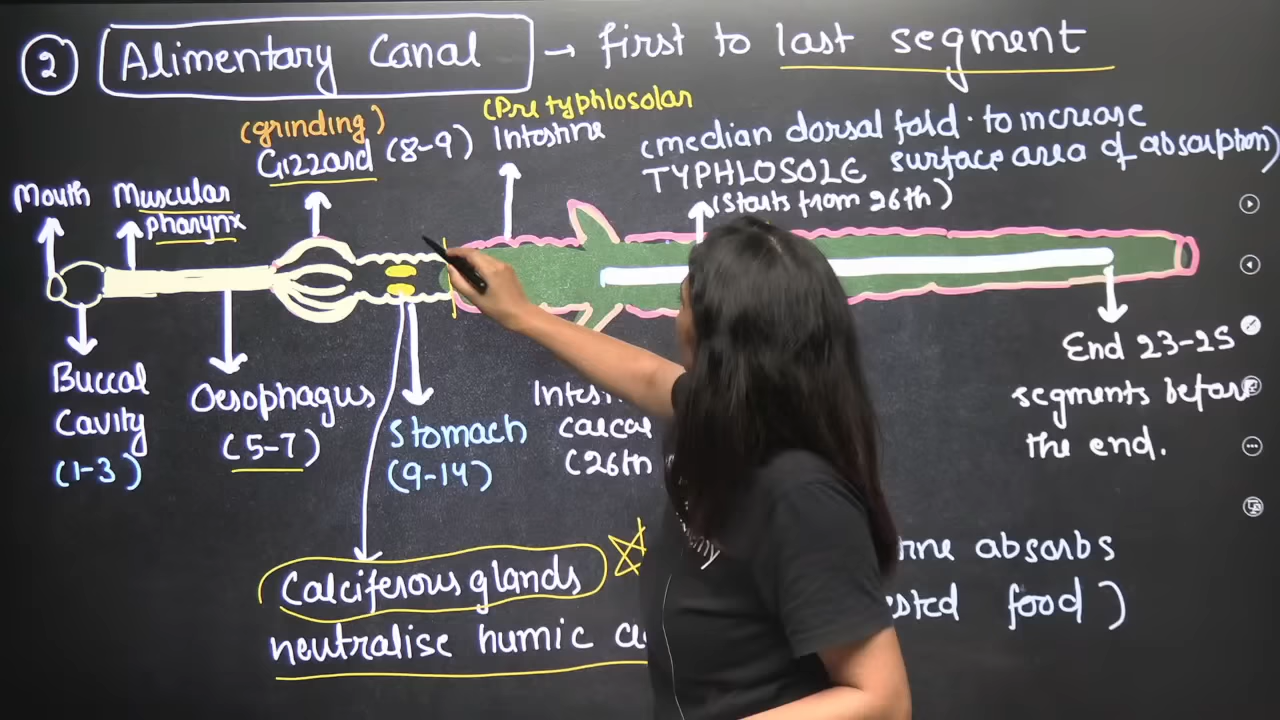 2 Alimentary Canal → first to last segment
(grinding)
Gizzard (8-9)
(Pretyphlosolar
Intestine
(median dorsal fold. to increase
TYPHLOSOLE surface area of absorption)
(Starts from 26th)
Mouth
Muscular
pharynx
Buccal
Cavity
(1-3)
Oesophagus
(5-7)
Stomach
(9-14)
(26th
End 23-25
segments before
the end.
Calciferous glands
neutralise humic
absorbs
food)